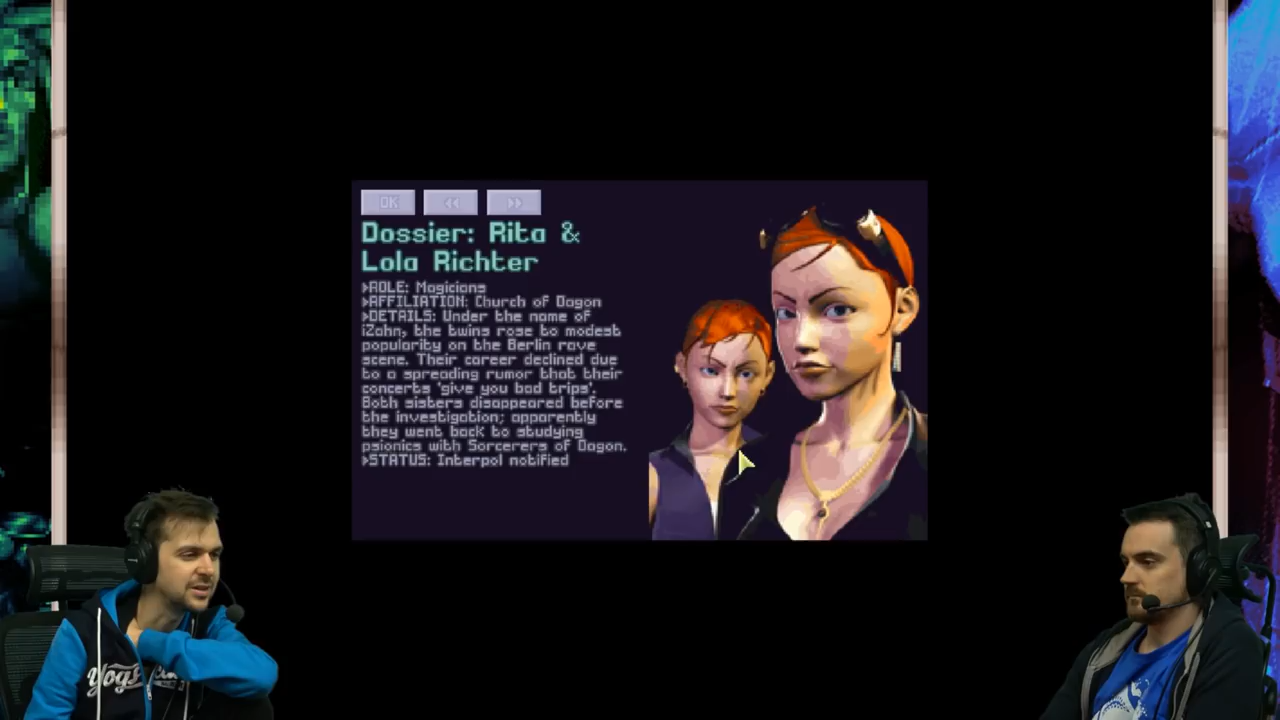 OK
Dossier: Rita &
Lola Richter
>ROLE: Magicians
>AFFILIATION: Church of Dagon
>DETAILS: Under the name of
iZahn, the twins rose to modest
popularity on the Berlin rave
scene. Their career declined due
to a spreading rumor that their
concerts 'give you bad trips'.
Both sisters disappeared before
the investigation; apparently
they went back to studying
psionics with Sorcerers of Dagon.
>STATUS: Interpol notified